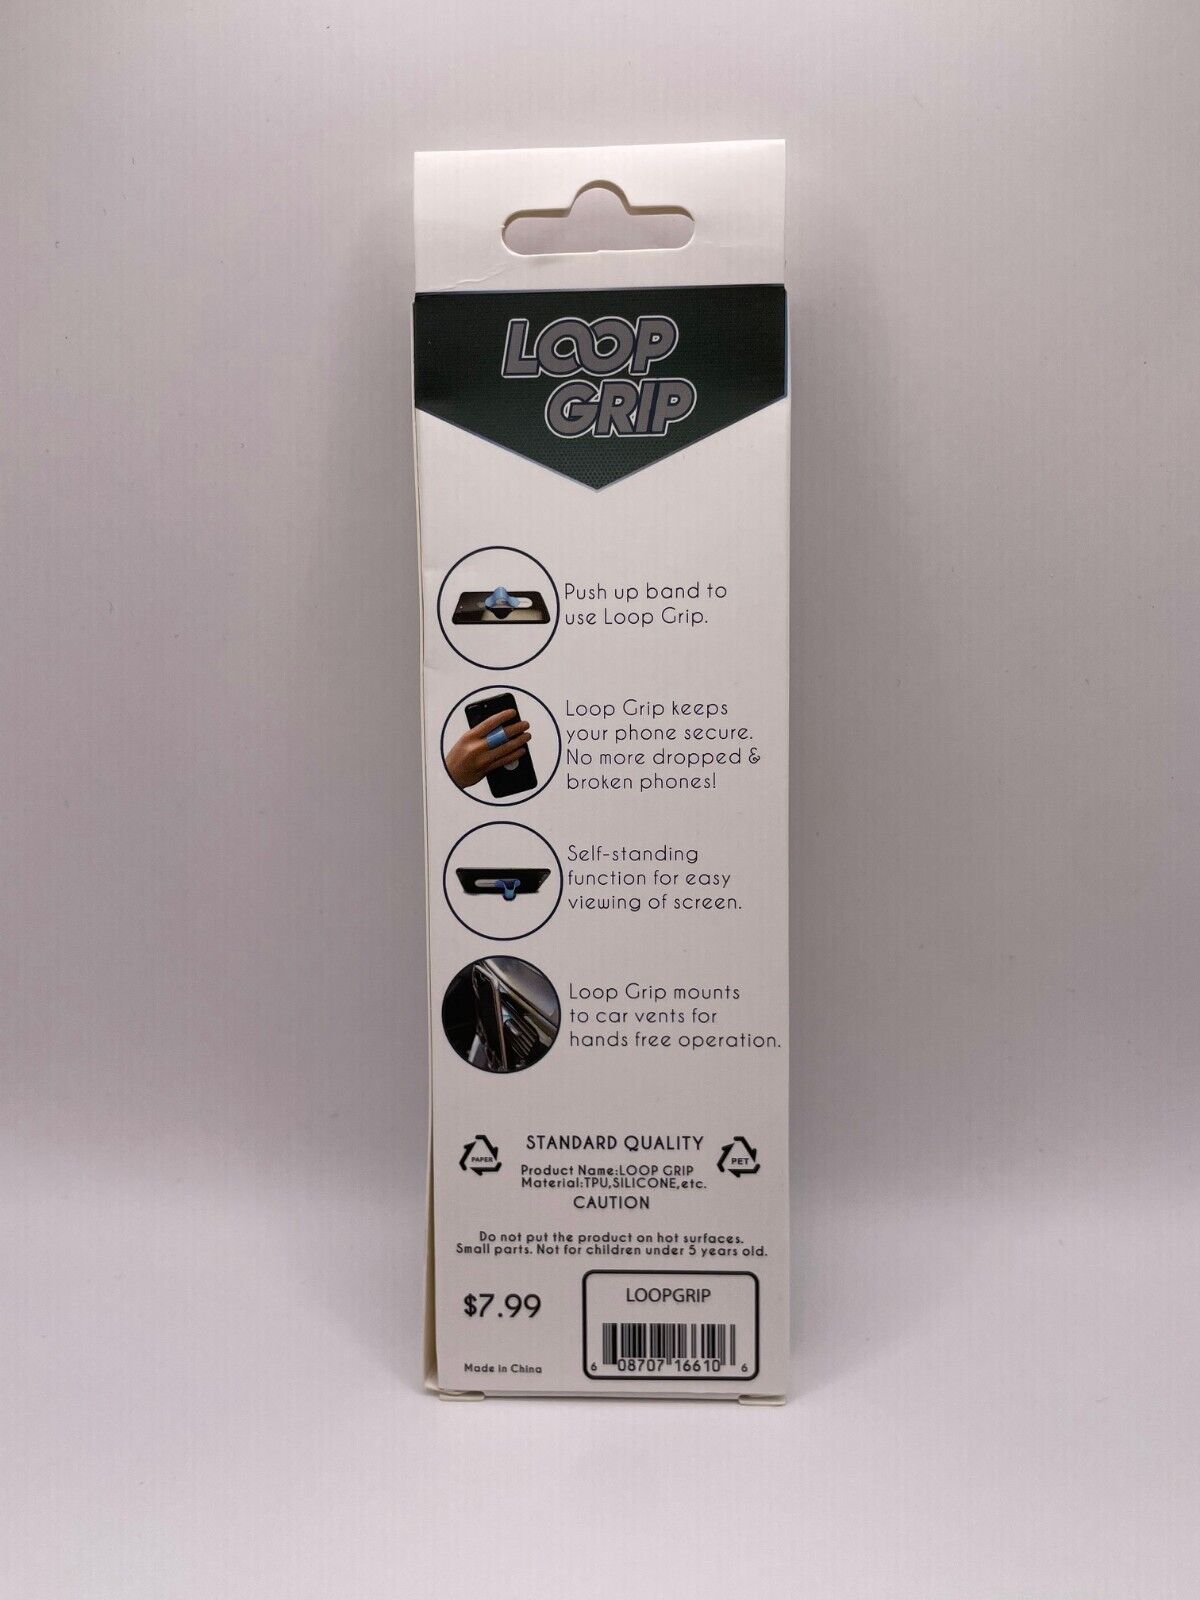 LOOP
GRIP
Push up band to
use Loop Grip.
Loop Grip keeps
your phone secure.
No more dropped &
broken phones!
Self-standing
function for easy
viewing of screen.
Loop Grip mounts
to car vents for
hands free operation.
PAPER
STANDARD QUALITY
PET
Product Name:LOOP GRIP
Material:TPU,SILICONE,etc.
CAUTION
Do not put the product on hot surfaces.
Small parts. Not for children under 5 years old.
$7.99
LOOPGRIP
6 08707 16610 6
Made in China